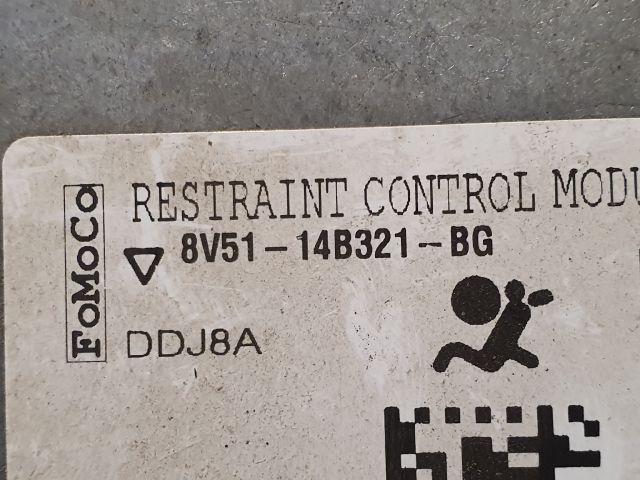 FoMoCo
RESTRAINT CONTROL MODU
8V51-14B321-BG
DDJ8A